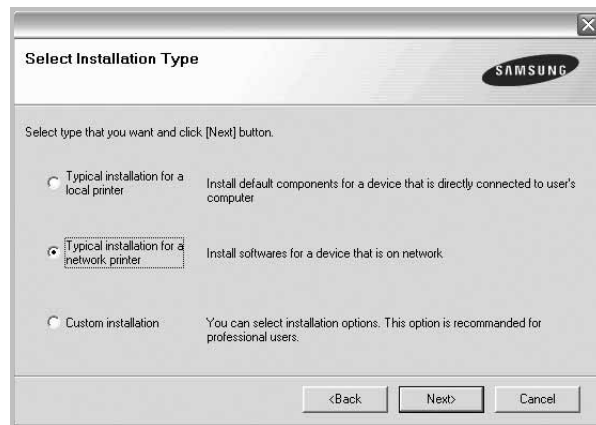 Select Installation Type
SAMSUNG
Select type that you want and click [Next] button.
Typical installation for a
local printer
Install default components for a device that is directly connected to user's
computer
Typical installation for a
network printer
Install softwares for a device that is on network
Custom installation
You can select installation options. This option is recommanded for
professional users.
<Back
Next>
Cancel